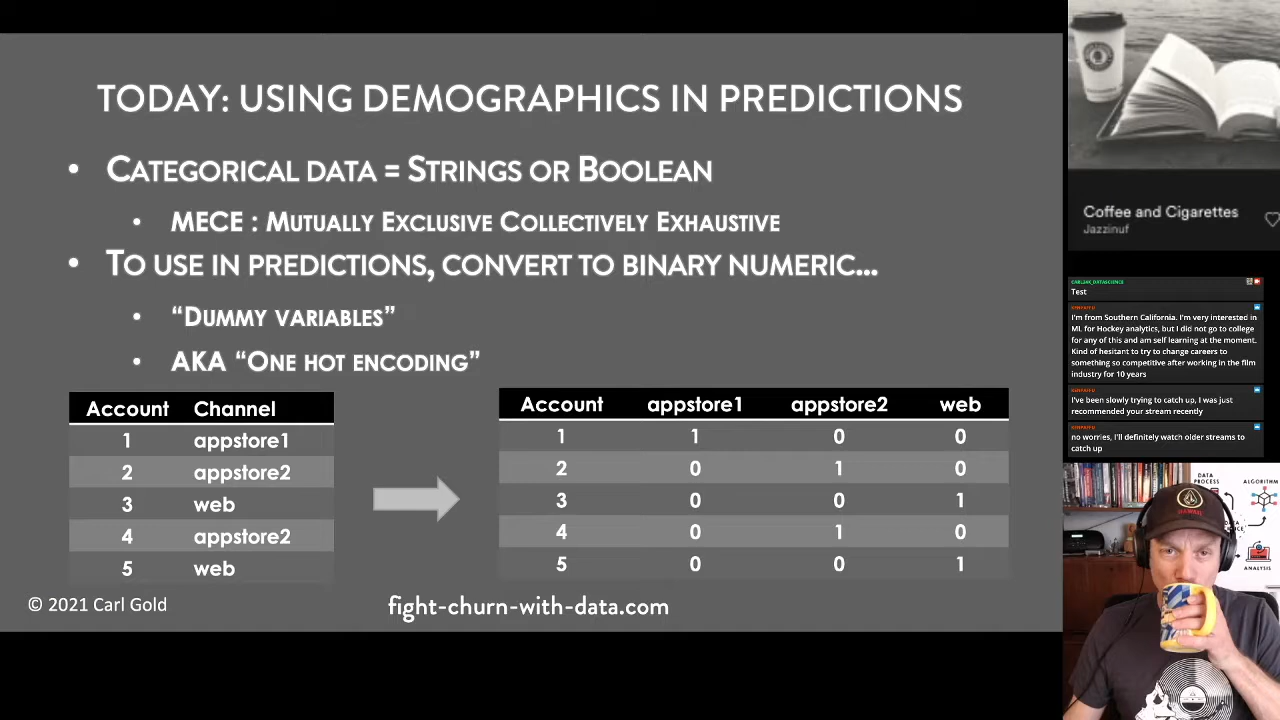 TODAY: USING DEMOGRAPHICS IN PREDICTIONS
• CATEGORICAL DATA = STRINGS OR BOOLEAN
• MECE : MUTUALLY EXCLUSIVE COLLECTIVELY EXHAUSTIVE
• TO USE IN PREDICTIONS, CONVERT TO BINARY NUMERIC...
• “DUMMY VARIABLES”
• AKA “ONE HOT ENCODING”
Account Channel
1 appstore1
2 appstore2
3 web
4 appstore2
5 web
Account appstore1 appstore2 web
1 1 0 0
2 0 1 0
3 0 0 1
4 0 1 0
5 0 0 1
© 2021 Carl Gold
fight-churn-with-data.com
Coffee and Cigarettes
Jazzinuf
Test
I'm from Southern California. I'm very interested in
ML for Hockey analytics, but I did not go to college
for any of this and am self learning at the moment.
Kind of hesitant to try to change careers to
something so competitive after working in the film
industry for 10 years
I've been slowly trying to catch up, I was just
recommended your stream recently
no worries, I'll definitely watch older streams to
catch up
DATA
PROCESS
ALGORITHM
ANALYSIS
HAWAII